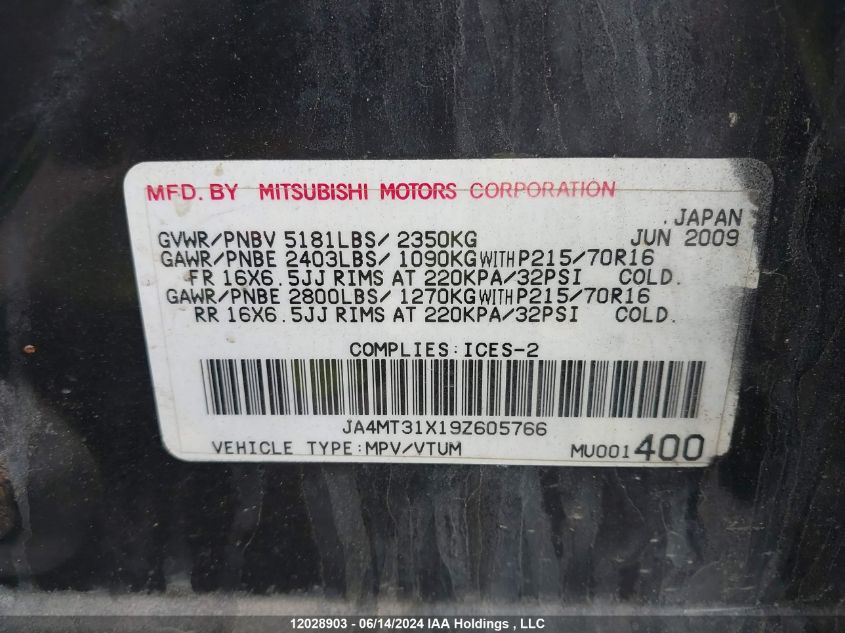 MFD. BY MITSUBISHI MOTORS CORPORATION
JAPAN
GVWR/PNBV 5181LBS/ 2350KG JUN 2009
GAWR/PNBE 2403LBS/ 1090KG WITH P215/70R16
FR 16X6.5JJ RIMS AT 220KPA/32PSI COLD.
GAWR/PNBE 2800LBS/ 1270KG WITH P215/70R16
RR 16X6.5JJ RIMS AT 220KPA/32PSI COLD.
COMPLIES:ICES-2
JA4MT31X19Z605766
VEHICLE TYPE:MPV/VTUM MU001400
12028903 - 06/14/2024 IAA Holdings , LLC